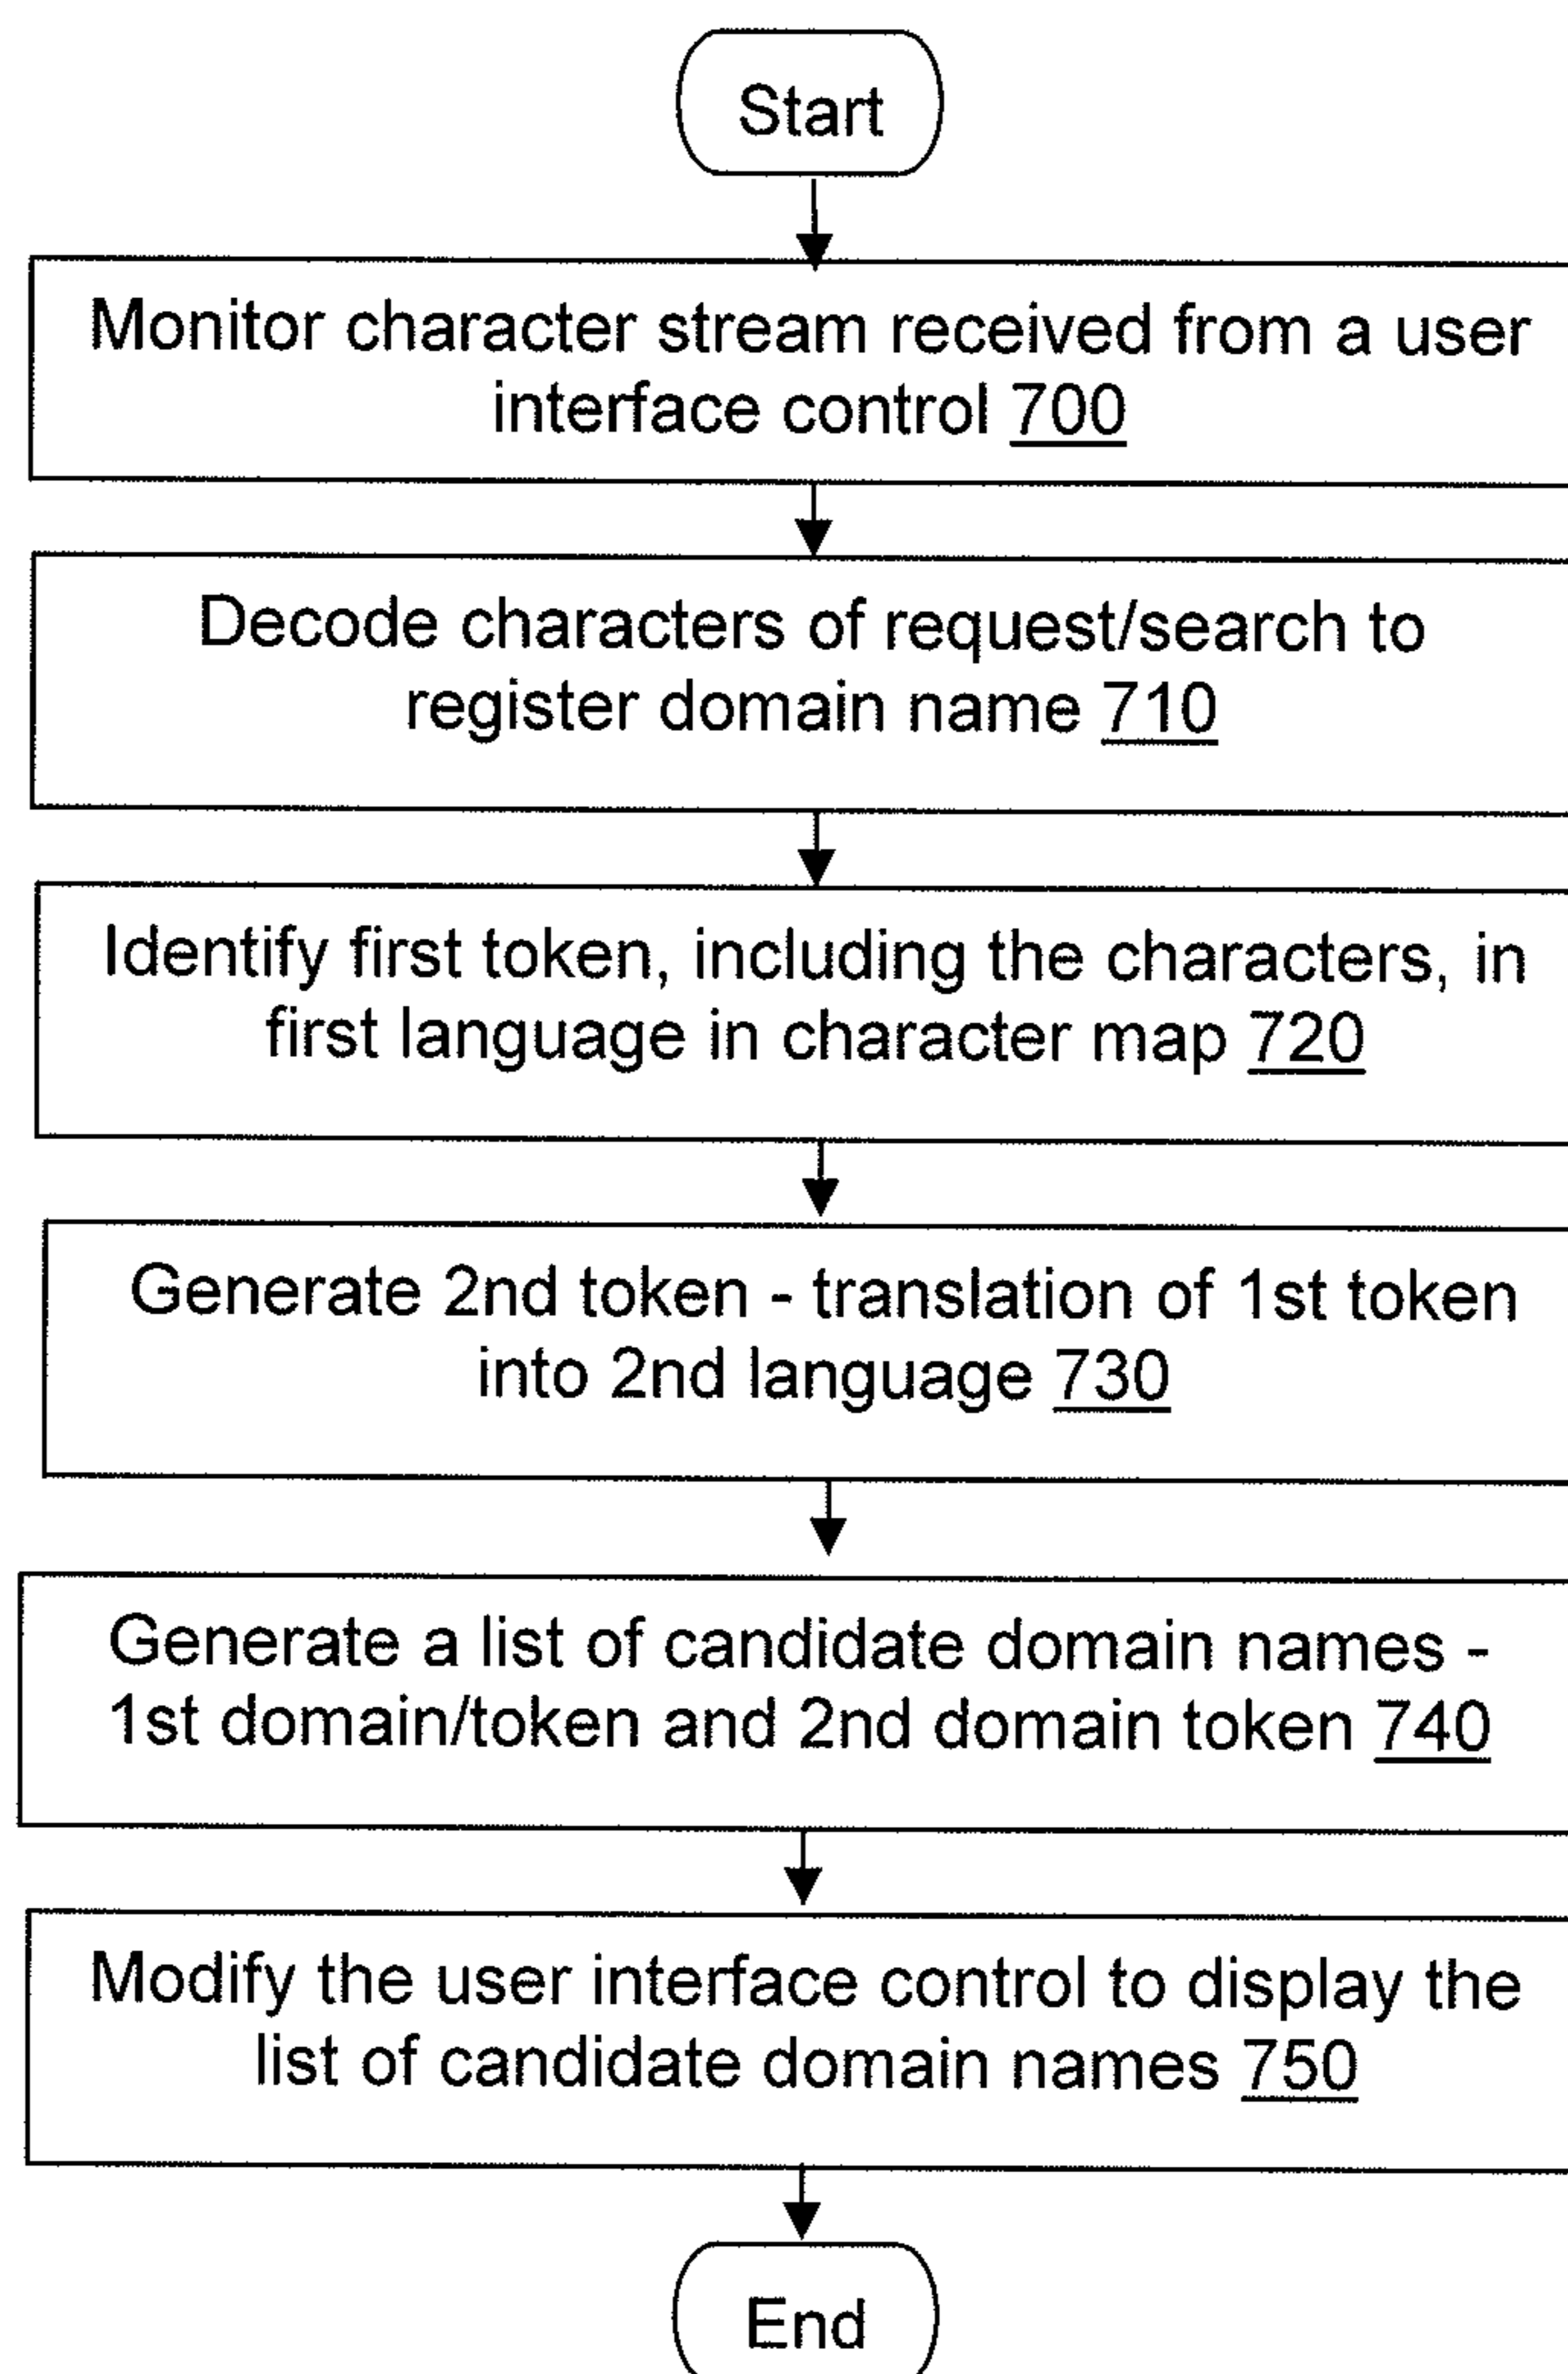 Start
Monitor character stream received from a user
interface control 700
Decode characters of request/search to
register domain name 710
Identify first token, including the characters, in
first language in character map 720
Generate 2nd token - translation of 1st token
into 2nd language 730
Generate a list of candidate domain names -
1st domain/token and 2nd domain token 740
Modify the user interface control to display the
list of candidate domain names 750
End